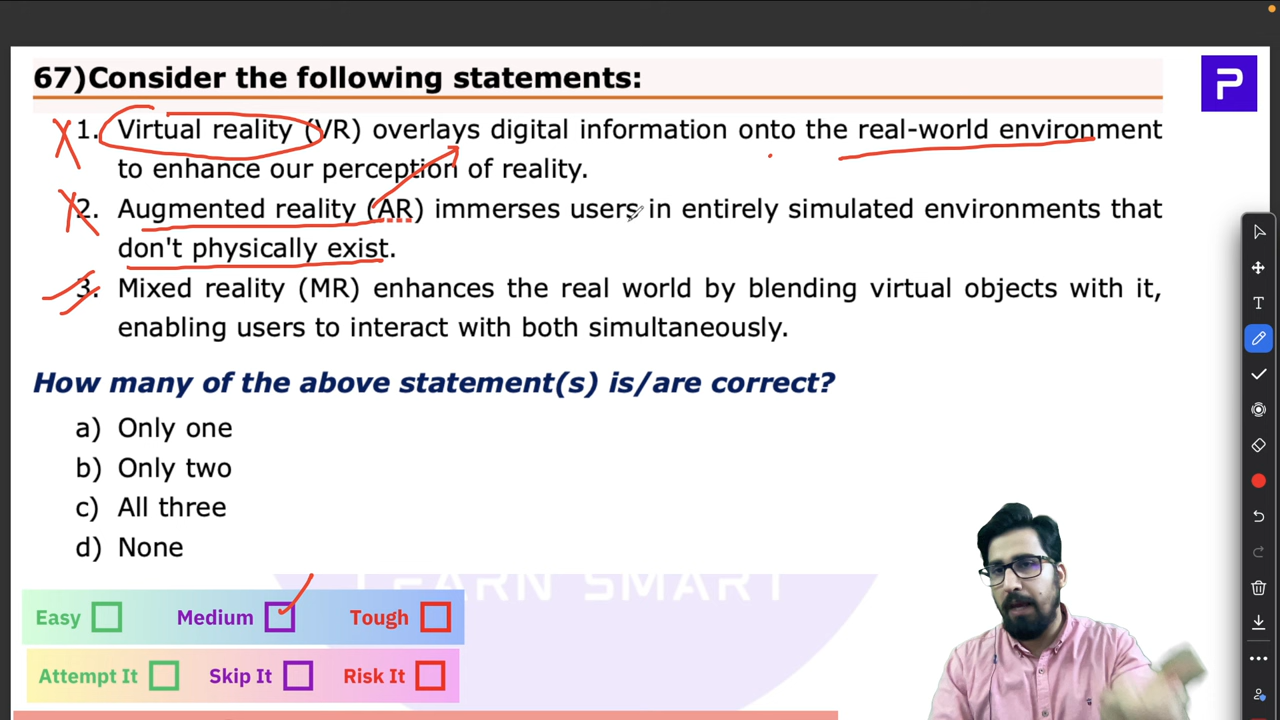 67)Consider the following statements:
P
1. Virtual reality (VR) overlays digital information onto the real-world environment
to enhance our perception of reality.
2. Augmented reality (AR) immerses users in entirely simulated environments that
don't physically exist.
3. Mixed reality (MR) enhances the real world by blending virtual objects with it,
enabling users to interact with both simultaneously.
How many of the above statement(s) is/are correct?
a) Only one
b) Only two
c) All three
d) None
LEARN SMART
Easy Medium Tough
Attempt It Skip It Risk It
T